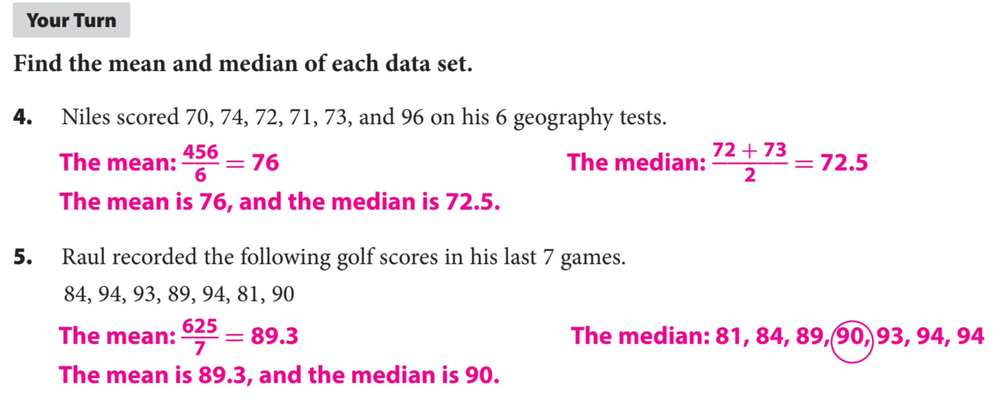 Your Turn
Find the mean and median of each data set.
4. Niles scored 70, 74, 72, 71, 73, and 96 on his 6 geography tests.
The mean: 456/6 = 76 The median: (72 + 73)/2 = 72.5
The mean is 76, and the median is 72.5.
5. Raul recorded the following golf scores in his last 7 games.
84, 94, 93, 89, 94, 81, 90
The mean: 625/7 = 89.3 The median: 81, 84, 89, 90, 93, 94, 94
The mean is 89.3, and the median is 90.